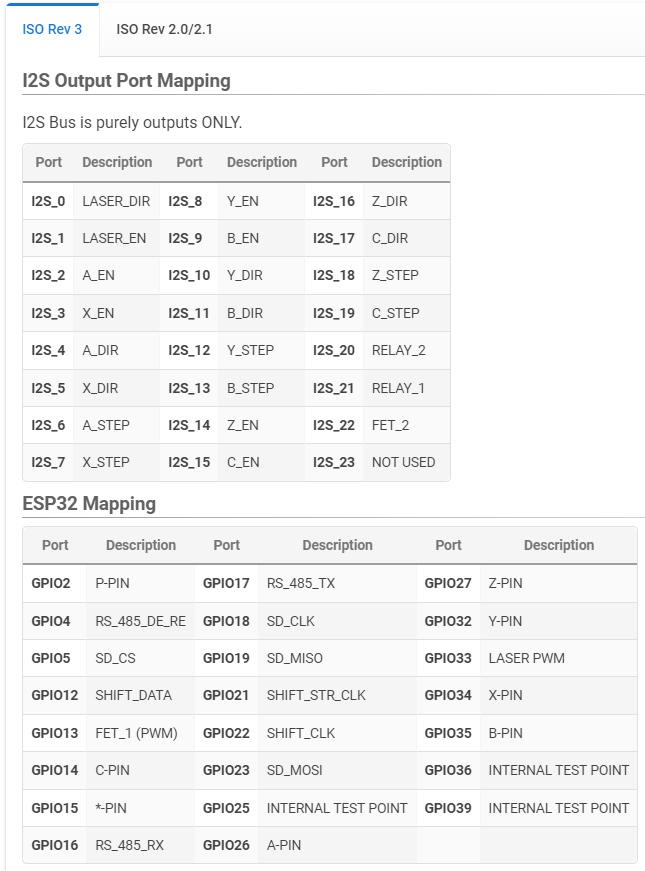 ISO Rev 3 ISO Rev 2.0/2.1
I2S Output Port Mapping
I2S Bus is purely outputs ONLY.
Port Description Port Description Port Description
I2S_0 LASER_DIR I2S_8 Y_EN I2S_16 Z_DIR
I2S_1 LASER_EN I2S_9 B_EN I2S_17 C_DIR
I2S_2 A_EN I2S_10 Y_DIR I2S_18 Z_STEP
I2S_3 X_EN I2S_11 B_DIR I2S_19 C_STEP
I2S_4 A_DIR I2S_12 Y_STEP I2S_20 RELAY_2
I2S_5 X_DIR I2S_13 B_STEP I2S_21 RELAY_1
I2S_6 A_STEP I2S_14 Z_EN I2S_22 FET_2
I2S_7 X_STEP I2S_15 C_EN I2S_23 NOT USED
ESP32 Mapping
Port Description Port Description Port Description
GPIO2 P-PIN GPIO17 RS_485_TX GPIO27 Z-PIN
GPIO4 RS_485_DE_RE GPIO18 SD_CLK GPIO32 Y-PIN
GPIO5 SD_CS GPIO19 SD_MISO GPIO33 LASER PWM
GPIO12 SHIFT_DATA GPIO21 SHIFT_STR_CLK GPIO34 X-PIN
GPIO13 FET_1 (PWM) GPIO22 SHIFT_CLK GPIO35 B-PIN
GPIO14 C-PIN GPIO23 SD_MOSI GPIO36 INTERNAL TEST POINT
GPIO15 *-PIN GPIO25 INTERNAL TEST POINT GPIO39 INTERNAL TEST POINT
GPIO16 RS_485_RX GPIO26 A-PIN